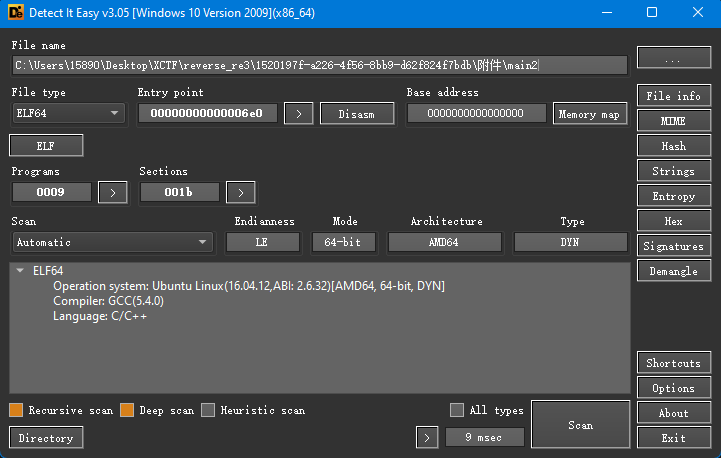 Detect It Easy v3.05 [Windows 10 Version 2009](x86_64)
File name
C:\Users\15890\Desktop\XCTF\reverse_re3\1520197f-a226-4f56-8bb9-d62f824f7bdb\附件\main2
...
File type
Entry point
Base address
File info
ELF64
00000000000006e0
>
Disasm
0000000000000000
Memory map
MIME
ELF
Hash
Programs
Sections
Strings
0009
>
001b
>
Entropy
Scan
Endianness
Mode
Architecture
Type
Hex
Automatic
LE
64-bit
AMD64
DYN
Signatures
ELF64
Demangle
Operation system: Ubuntu Linux(16.04.12,ABI: 2.6.32)[AMD64, 64-bit, DYN]
Compiler: GCC(5.4.0)
Language: C/C++
Shortcuts
Options
Recursive scan
Deep scan
Heuristic scan
All types
Scan
About
Directory
>
9 msec
Exit